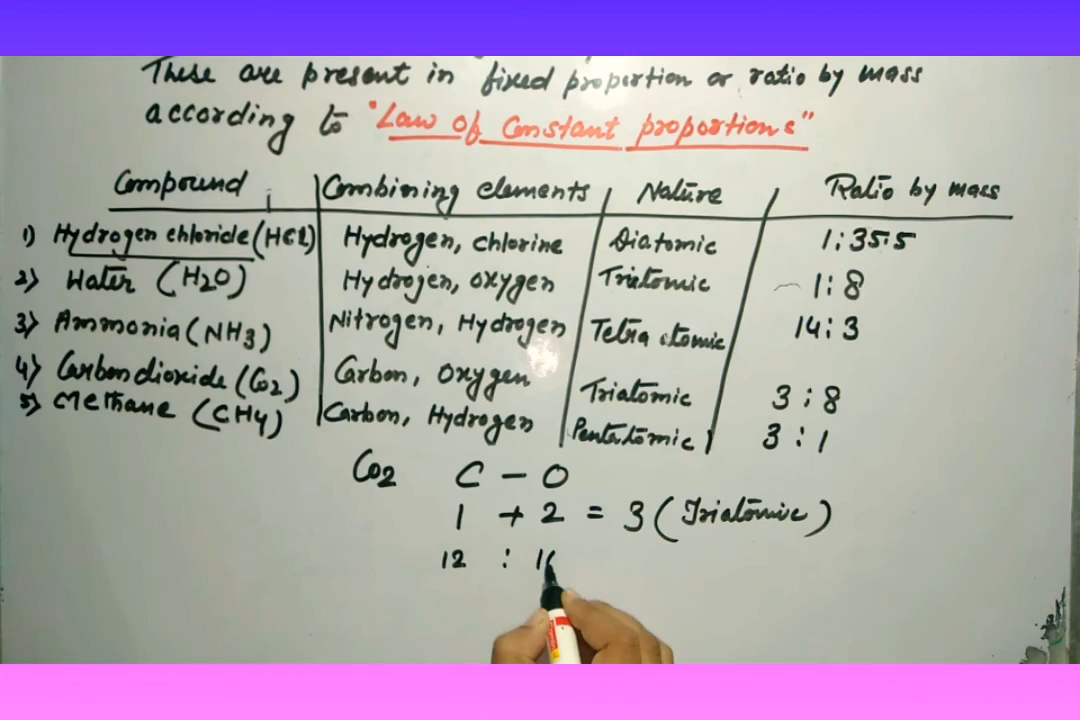 These are present in fixed proportion or ratio by mass
according to "Law of Constant proportions"
Compound | Combining elements | Nature | Ratio by mass
1) Hydrogen chloride (HCl) | Hydrogen, chlorine | Diatomic | 1:35.5
2) Water (H2O) | Hydrogen, oxygen | Triatomic | 1:8
3) Ammonia (NH3) | Nitrogen, Hydrogen | Tetra atomic | 14:3
4) Carbondioxide (CO2) | Carbon, Oxygen | Triatomic | 3:8
5) Methane (CH4) | Carbon, Hydrogen | Pentatomic | 3:1
CO2 C - O
1 + 2 = 3 (Triatomic)
12 : 16